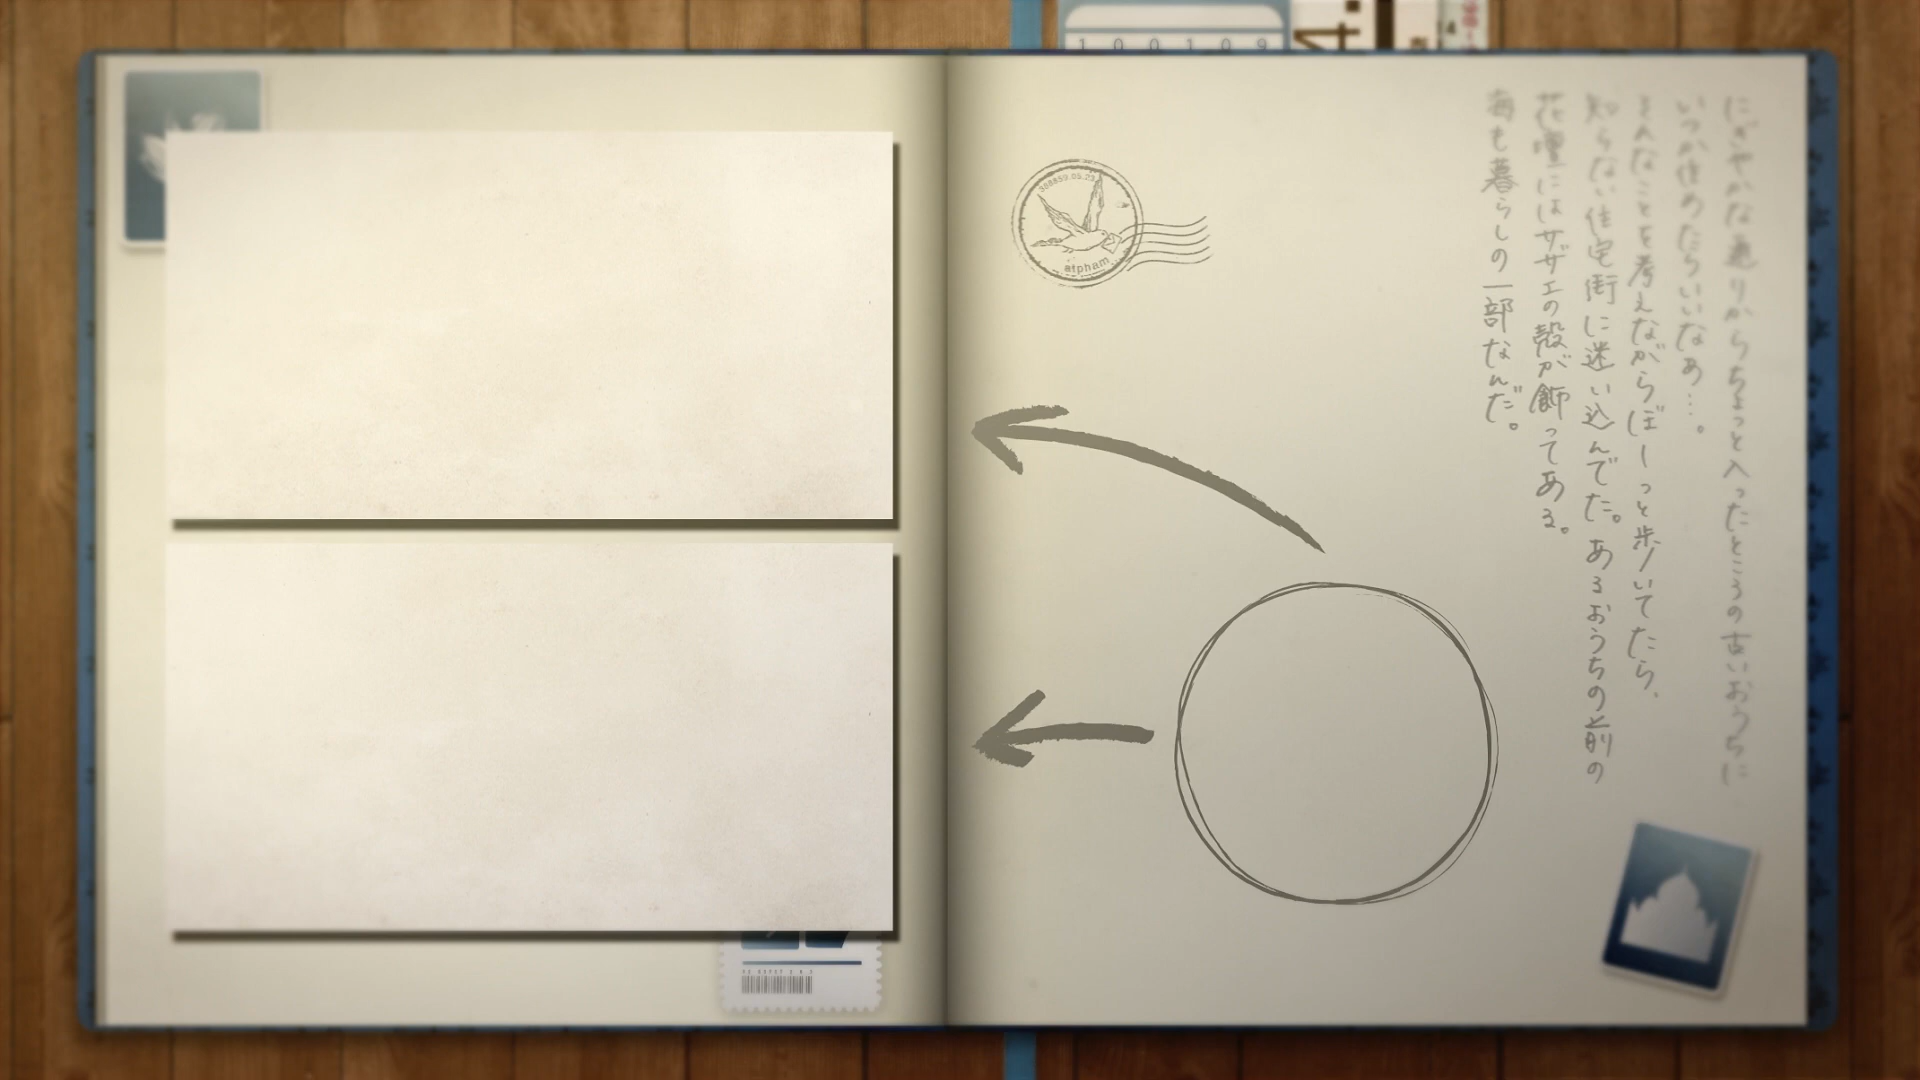 にぎやかな通りからちょっと入ったところの古いおうちに
いつか住めたらいいなぁ…。
そんなことを考えながらぼーっと歩いてたら、
知らない住宅街に迷い込んでた。あるおうちの前の
花壇にはサザエの殻が飾ってある。
海も暮らしの一部なんだ。
100109
atpham